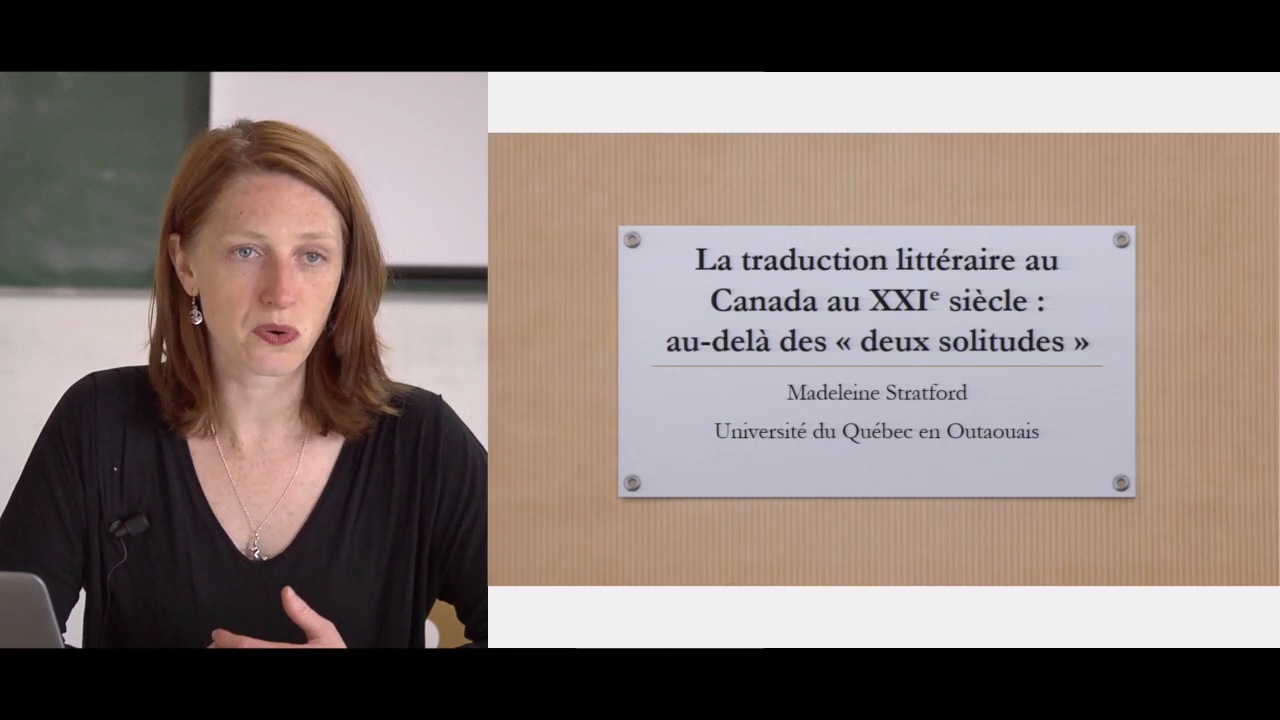 La traduction littéraire au
Canada au XXIᵉ siècle :
au-delà des « deux solitudes »
Madeleine Stratford
Université du Québec en Outaouais